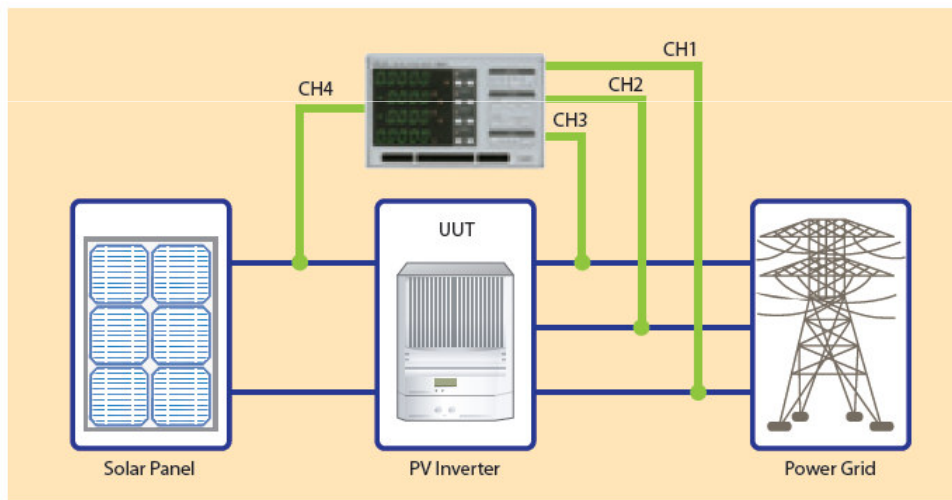 CH1
CH4
CH2
CH3
UUT
Solar Panel
PV Inverter
Power Grid